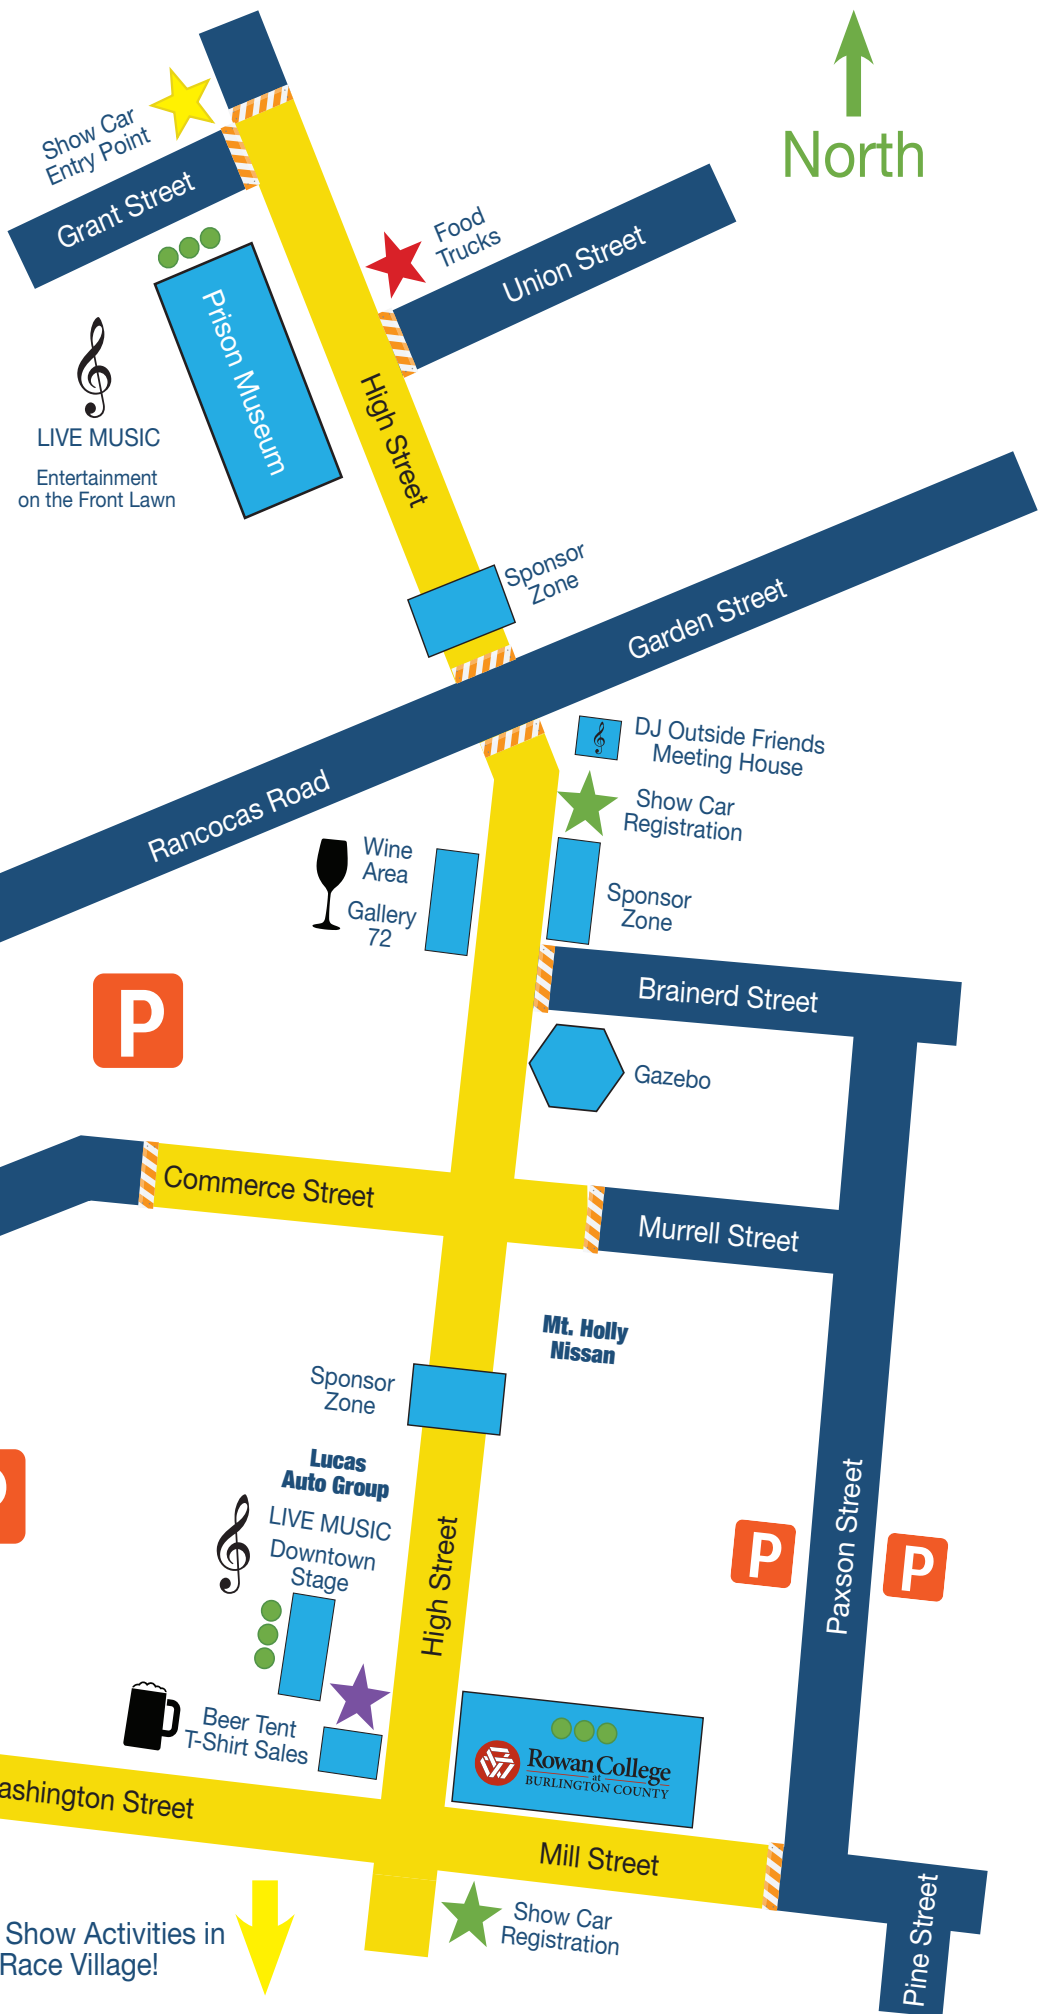 North
Show Car
Entry Point
Grant Street
Food
Trucks
Union Street
Prison Museum
High Street
LIVE MUSIC
Entertainment
on the Front Lawn
Sponsor
Zone
Garden Street
Rancocas Road
DJ Outside Friends
Meeting House
Show Car
Registration
Wine
Area
Gallery
72
Sponsor
Zone
Brainerd Street
P
Gazebo
Commerce Street
Murrell Street
Mt. Holly
Nissan
Sponsor
Zone
Lucas
Auto Group
LIVE MUSIC
Downtown
Stage
High Street
Paxson Street
P
P
Beer Tent
T-Shirt Sales
Rowan College
at
BURLINGTON COUNTY
ashington Street
Mill Street
Show Car
Registration
Pine Street
Show Activities in
Race Village!